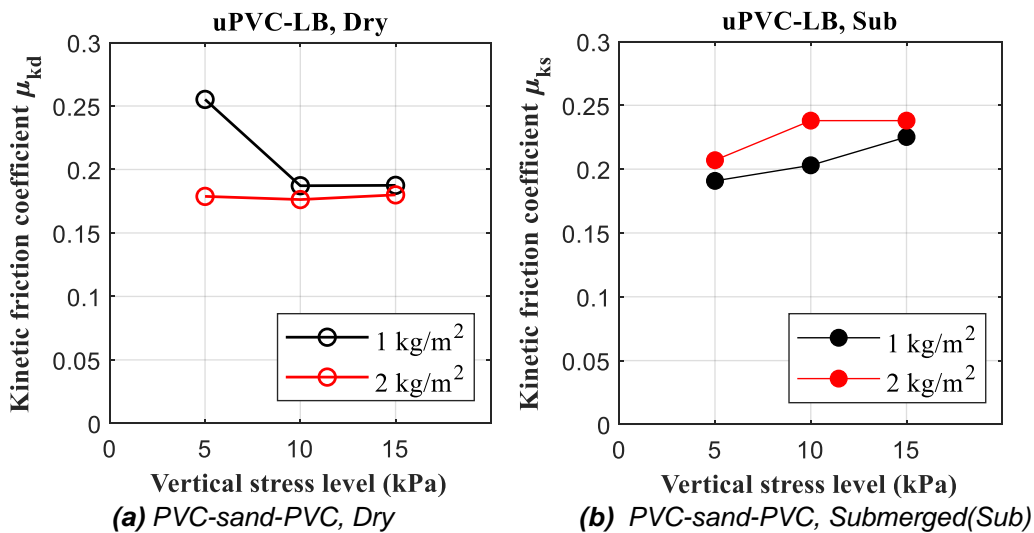 uPVC-LB, Dry
Kinetic friction coefficient μkd
0.3
0.25
0.2
0.15
0.1
0.05
0
1 kg/m²
2 kg/m²
0 5 10 15
Vertical stress level (kPa)
(a) PVC-sand-PVC, Dry
uPVC-LB, Sub
Kinetic friction coefficient μks
0.3
0.25
0.2
0.15
0.1
0.05
0
1 kg/m²
2 kg/m²
0 5 10 15
Vertical stress level (kPa)
(b) PVC-sand-PVC, Submerged(Sub)